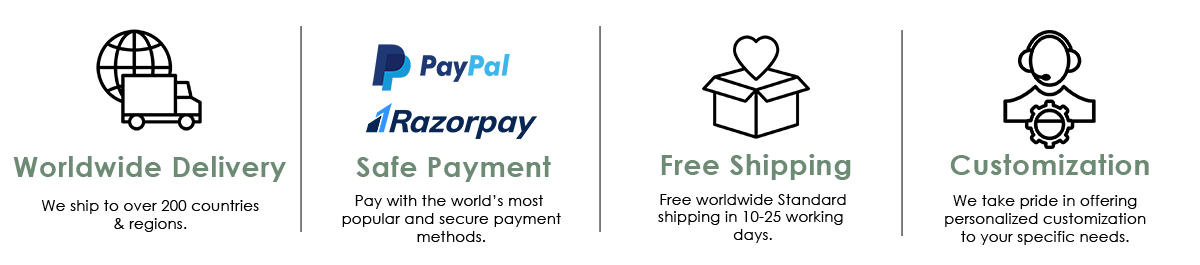 PayPal
Razorpay
Worldwide Delivery
We ship to over 200 countries
& regions.
Safe Payment
Pay with the world's most
popular and secure payment
methods.
Free Shipping
Free worldwide Standard
shipping in 10-25 working
days.
Customization
We take pride in offering
personalized customization
to your specific needs.